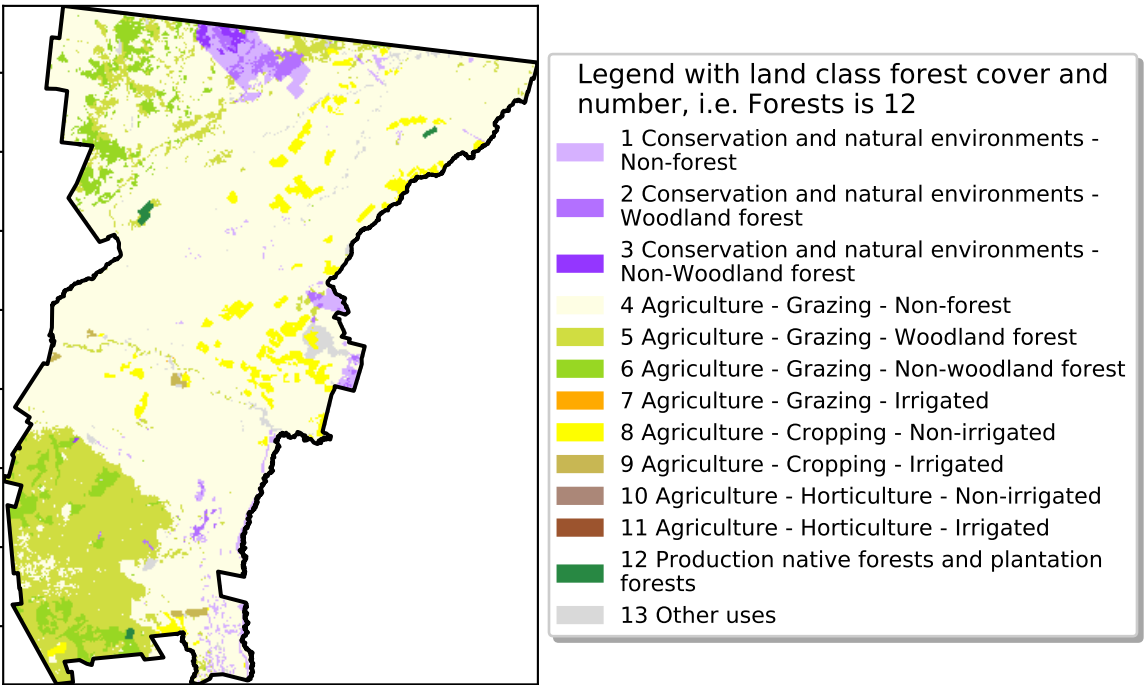 Legend with land class forest cover and
number, i.e. Forests is 12
1 Conservation and natural environments -
Non-forest
2 Conservation and natural environments -
Woodland forest
3 Conservation and natural environments -
Non-Woodland forest
4 Agriculture - Grazing - Non-forest
5 Agriculture - Grazing - Woodland forest
6 Agriculture - Grazing - Non-woodland forest
7 Agriculture - Grazing - Irrigated
8 Agriculture - Cropping - Non-irrigated
9 Agriculture - Cropping - Irrigated
10 Agriculture - Horticulture - Non-irrigated
11 Agriculture - Horticulture - Irrigated
12 Production native forests and plantation
forests
13 Other uses